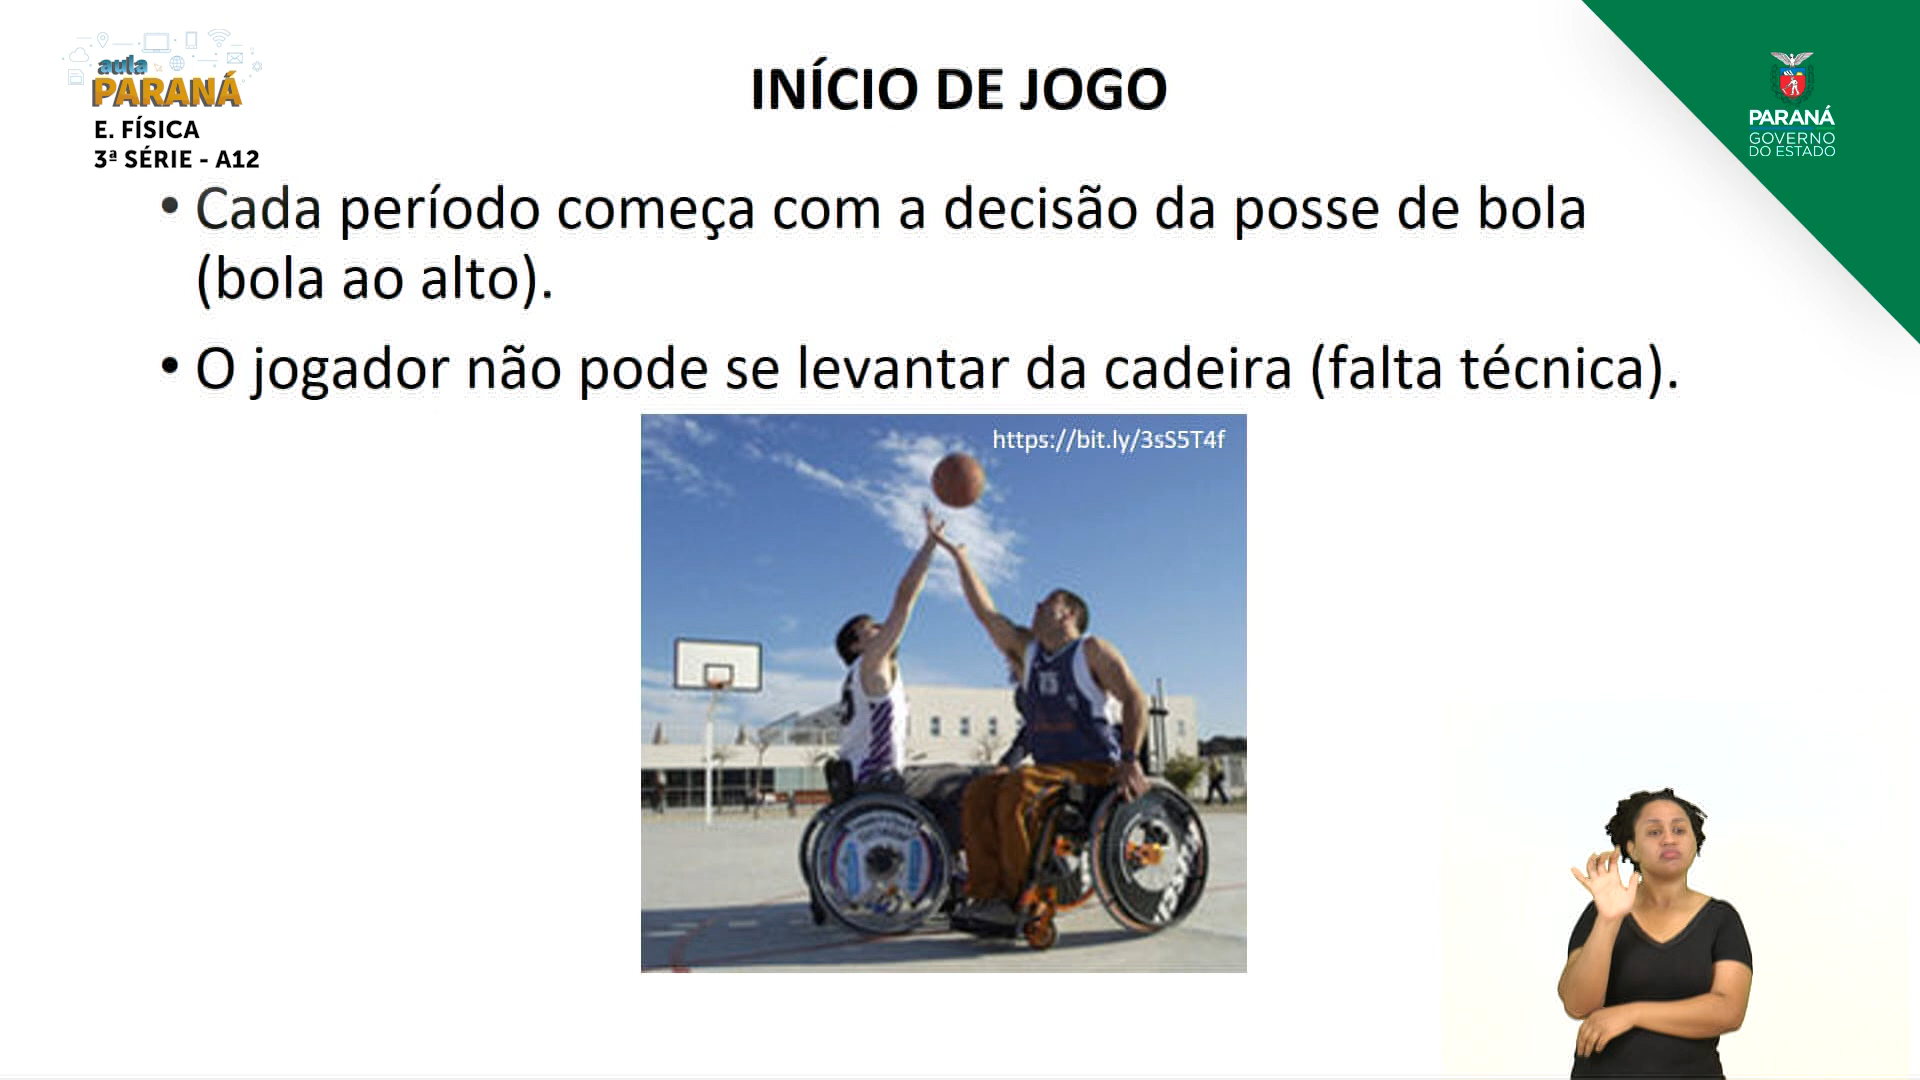 aula
PARANÁ
E. FÍSICA
3ª SÉRIE - A12
INÍCIO DE JOGO
PARANÁ
GOVERNO
DO ESTADO
• Cada período começa com a decisão da posse de bola
(bola ao alto).
• O jogador não pode se levantar da cadeira (falta técnica).
https://bit.ly/3sS5T4f
15